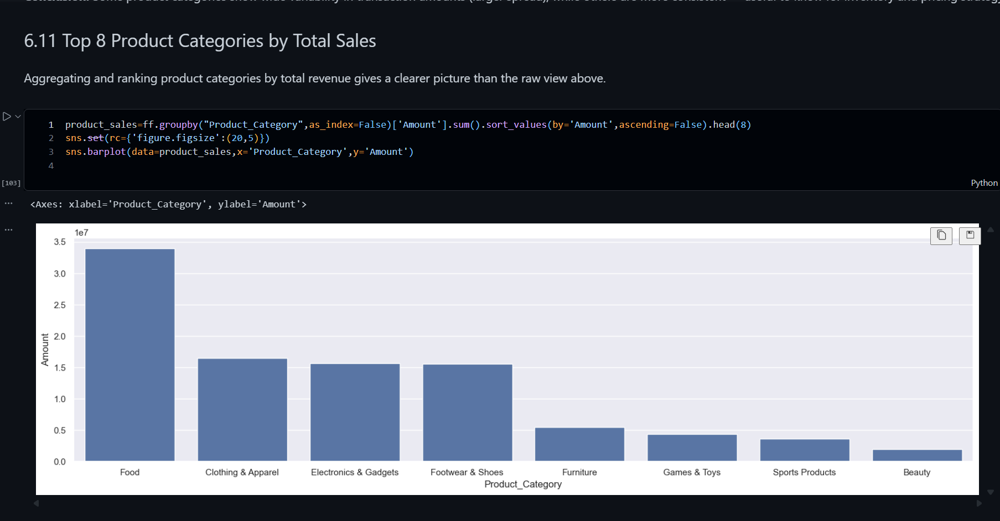 6.11 Top 8 Product Categories by Total Sales
Aggregating and ranking product categories by total revenue gives a clearer picture than the raw view above.
1 product_sales=ff.groupby("Product_Category",as_index=False)['Amount'].sum().sort_values(by='Amount',ascending=False).head(8)
2 sns.set(rc={'figure.figsize':(20,5)})
3 sns.barplot(data=product_sales,x='Product_Category',y='Amount')
4
[103]
Python
<Axes: xlabel='Product_Category', ylabel='Amount'>
1e7
3.5
3.0
2.5
2.0
1.5
1.0
0.5
0.0
Amount
Food Clothing & Apparel Electronics & Gadgets Footwear & Shoes Furniture Games & Toys Sports Products Beauty
Product_Category